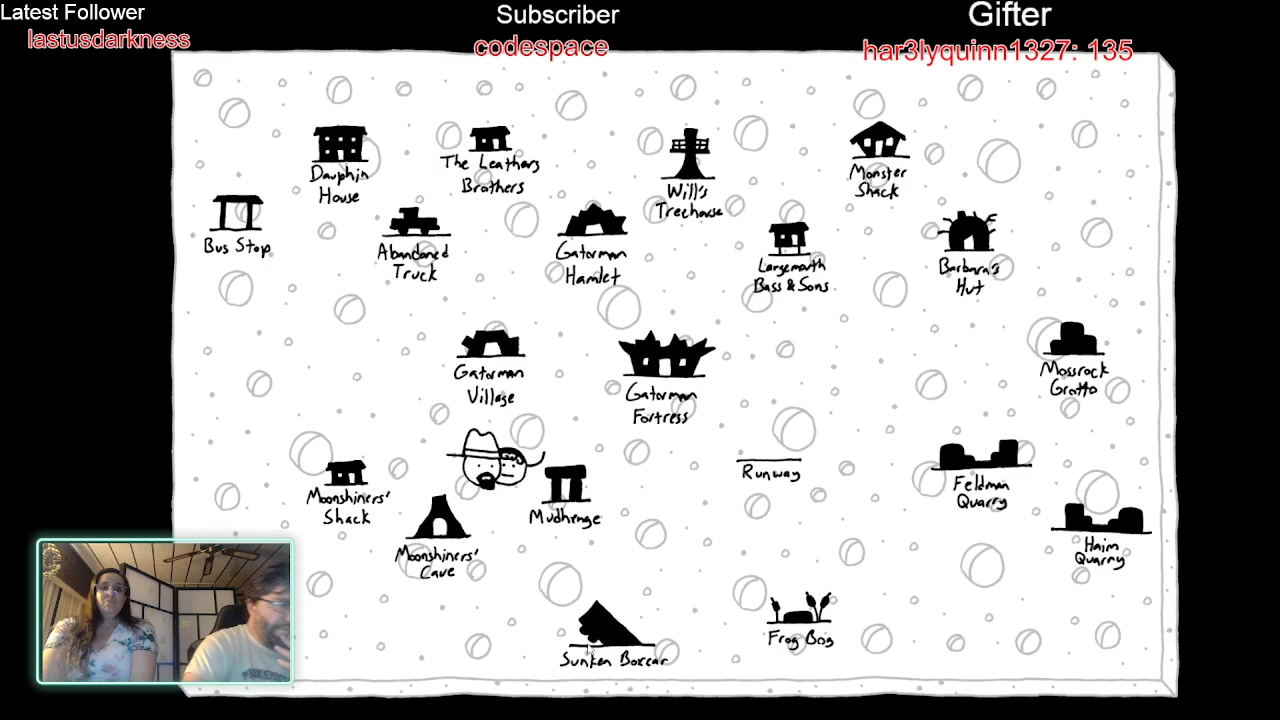 Latest Follower
lastusdarkness
Subscriber
codespace
Gifter
har3lyquinn1327: 135
Dauphin
House
The Leathers
Brothers
Will's
Treehouse
Monster
Shack
Bus Stop
Abandoned
Truck
Gatorman
Hamlet
Largemouth
Bass & Sons
Barbara's
Hut
Gatorman
Village
Gatorman
Fortress
Mossrock
Grotto
Moonshiners'
Shack
Mudhenge
Runway
Feldman
Quarry
Moonshiners'
Cave
Haim
Quarry
Sunken Boxcar
Frog Bog